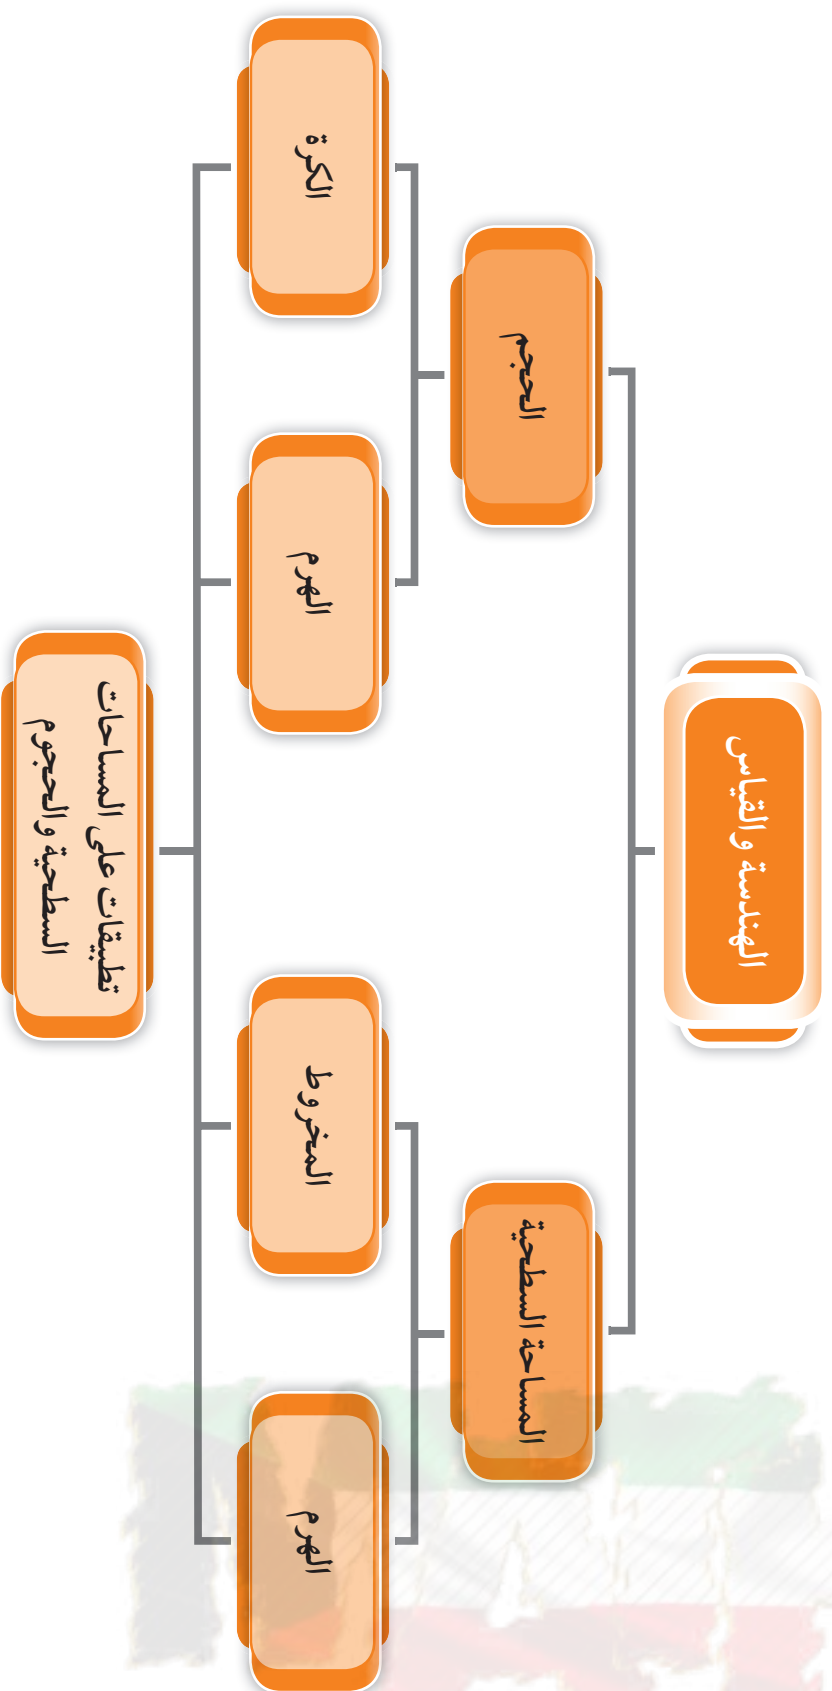 الهندسة والقياس
المساحة السطحية
الحجم
الهرم
المخروط
الهرم
الكرة
تطبيقات على المساحات
السطحية والحجوم